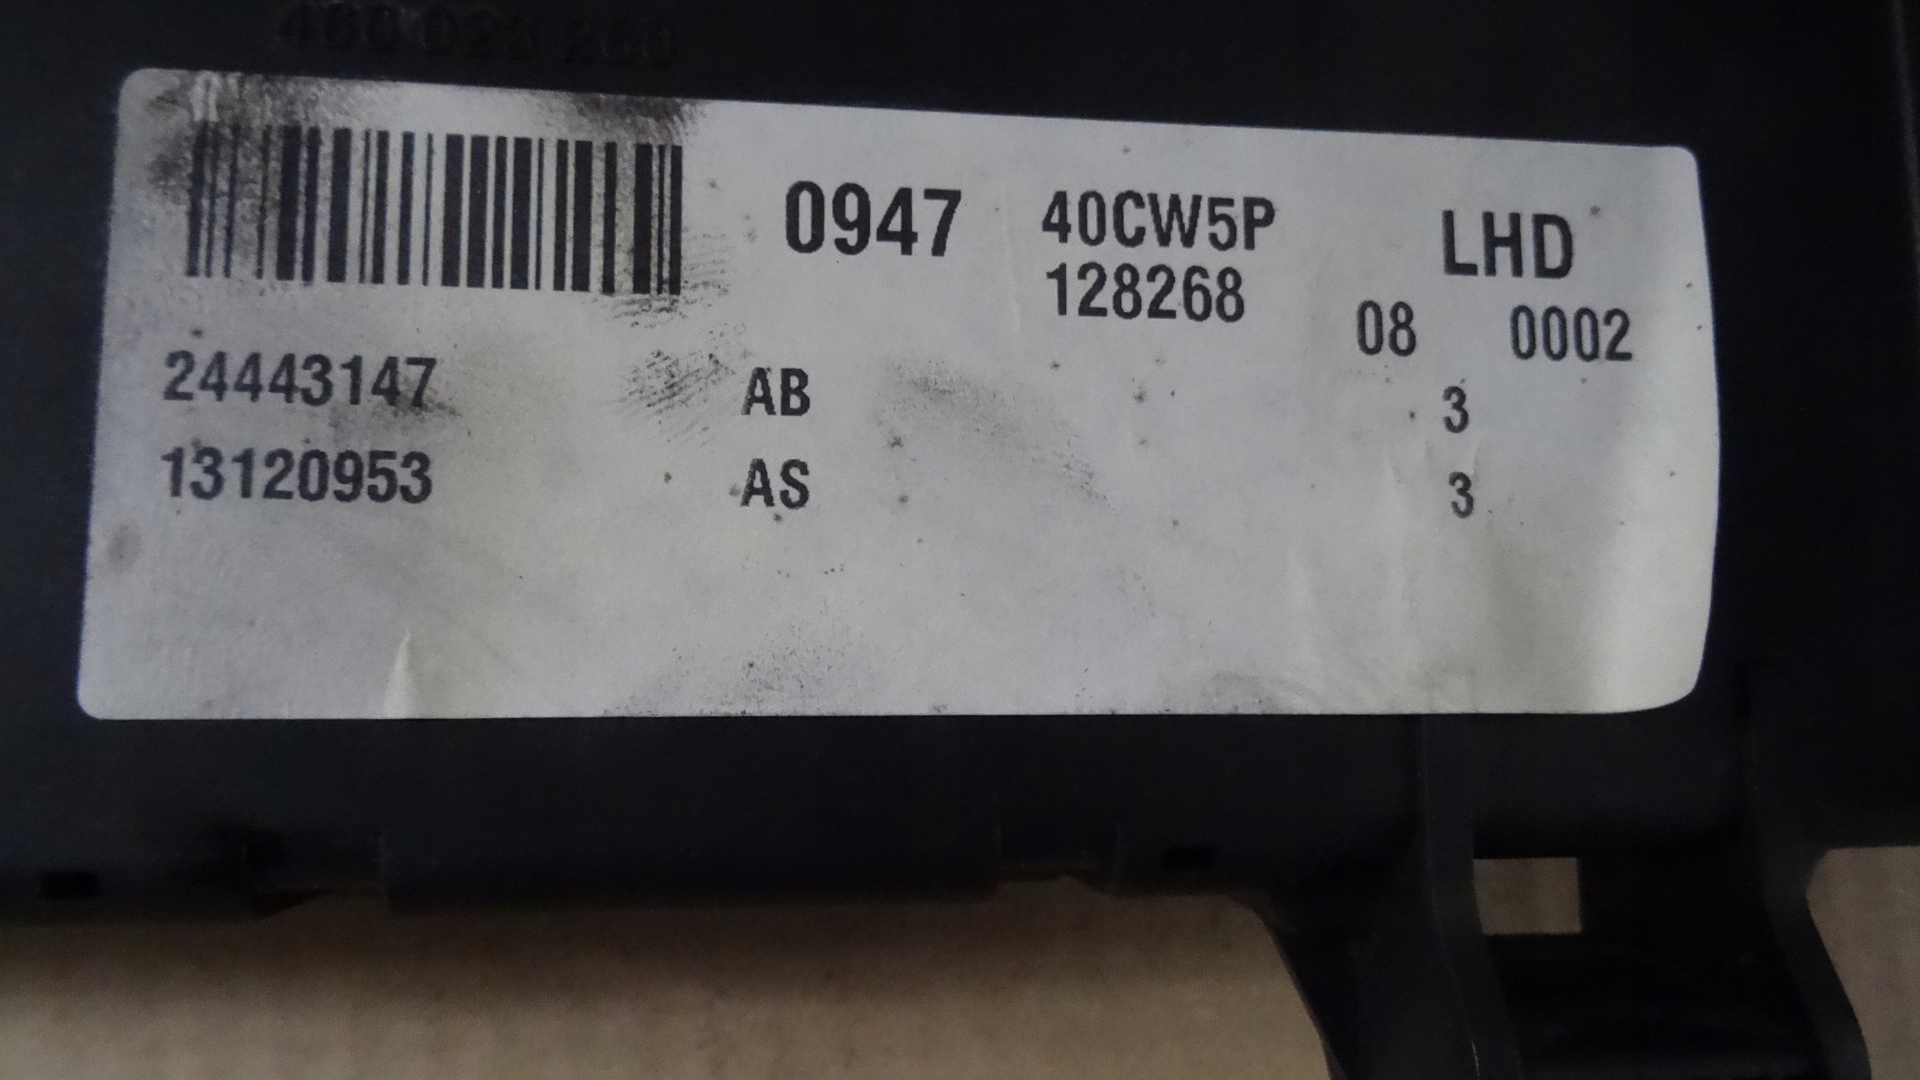 0947 40CW5P LHD
128268 08 0002
24443147 AB 3
13120953 AS 3